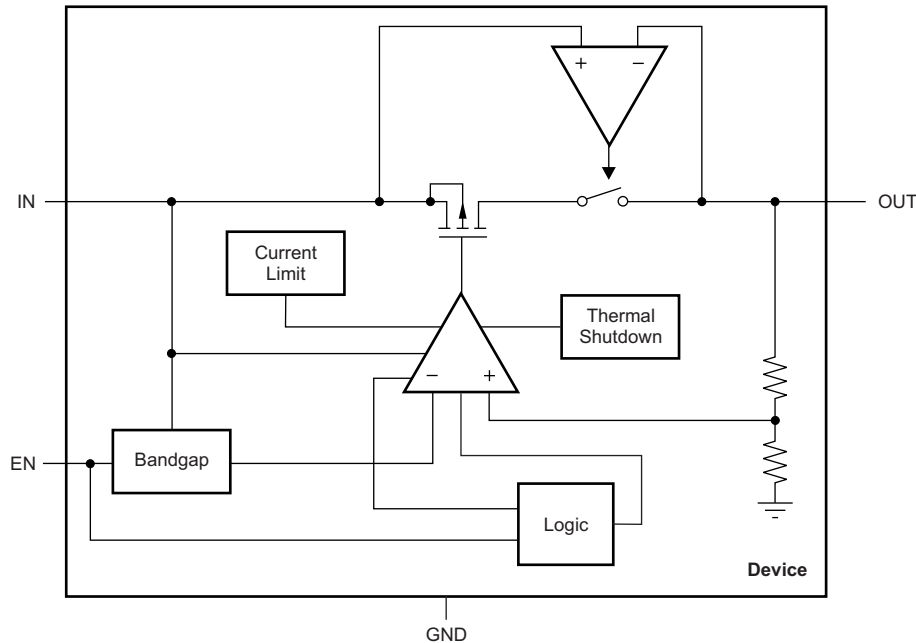 + −
IN
OUT
Current
Limit
Thermal
Shutdown
− +
EN
Bandgap
Logic
Device
GND